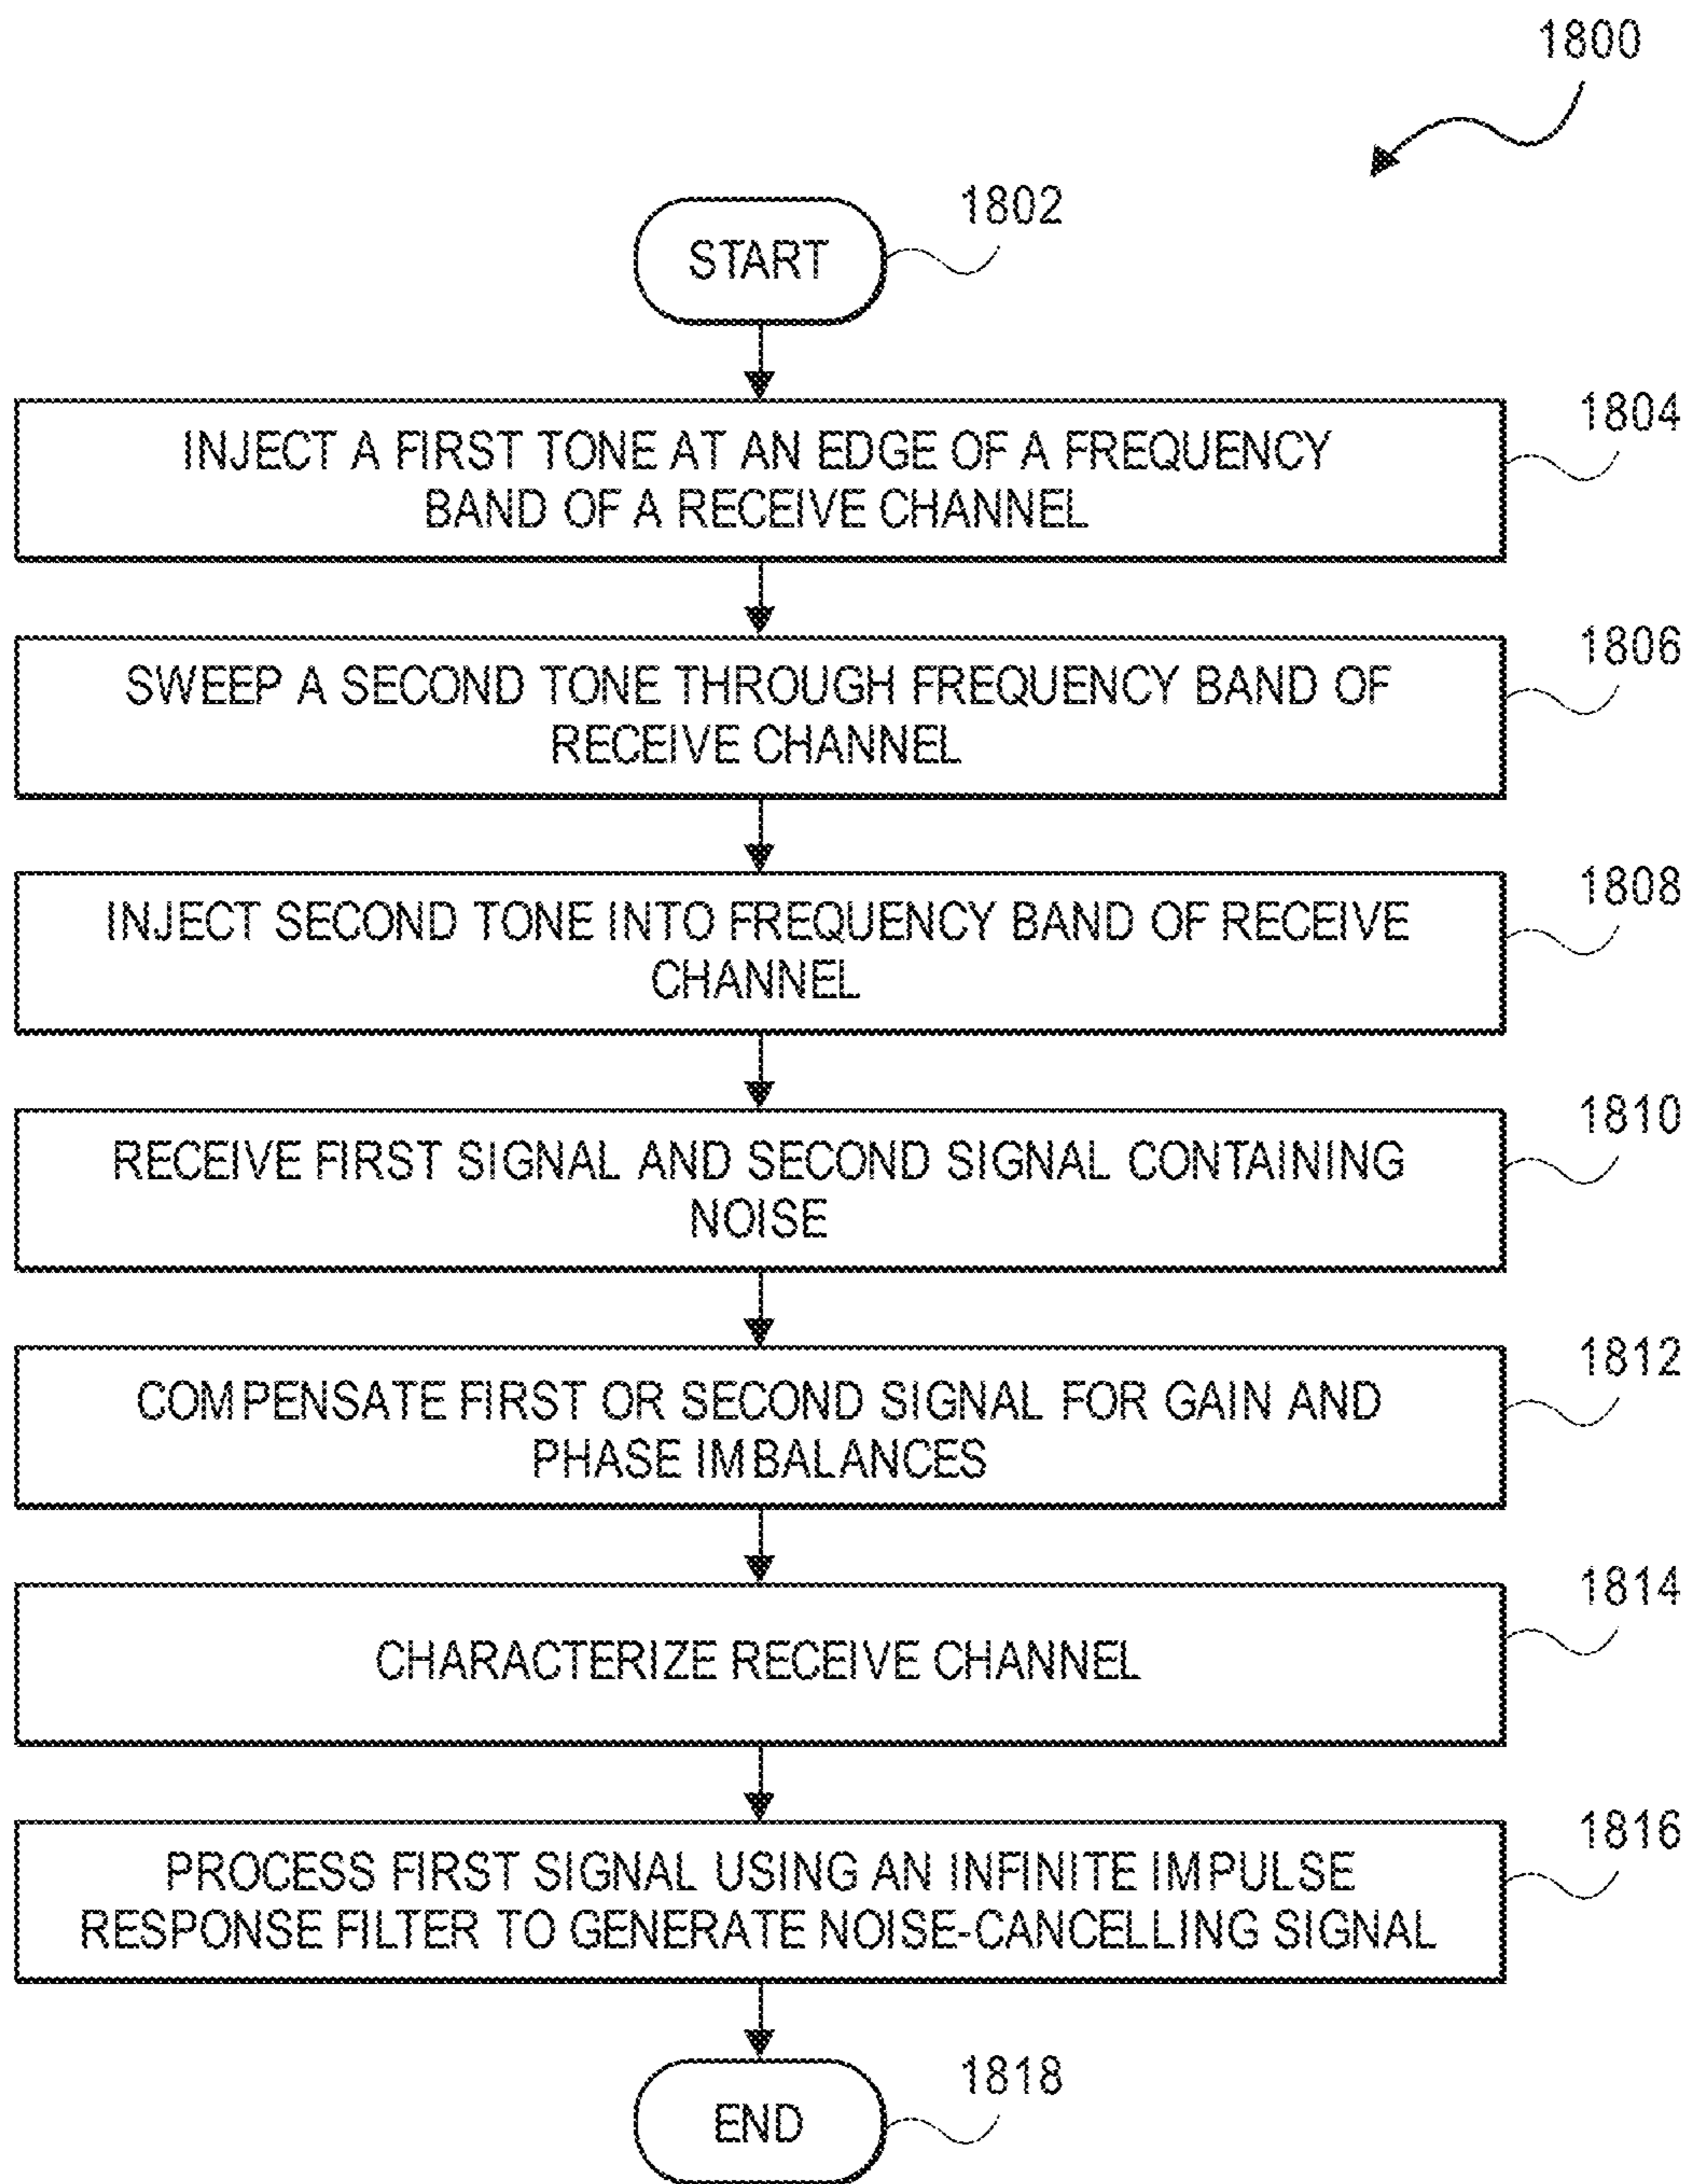 1800
1802
START
1804
INJECT A FIRST TONE AT AN EDGE OF A FREQUENCY
BAND OF A RECEIVE CHANNEL
1806
SWEEP A SECOND TONE THROUGH FREQUENCY BAND OF
RECEIVE CHANNEL
1808
INJECT SECOND TONE INTO FREQUENCY BAND OF RECEIVE
CHANNEL
1810
RECEIVE FIRST SIGNAL AND SECOND SIGNAL CONTAINING
NOISE
1812
COMPENSATE FIRST OR SECOND SIGNAL FOR GAIN AND
PHASE IMBALANCES
1814
CHARACTERIZE RECEIVE CHANNEL
1816
PROCESS FIRST SIGNAL USING AN INFINITE IMPULSE
RESPONSE FILTER TO GENERATE NOISE-CANCELLING SIGNAL
1818
END